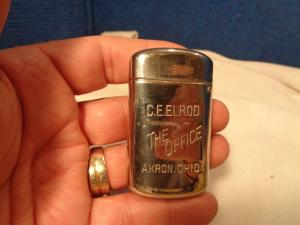 C.E.ELROD
THE
OFFICE
AKRON, OHIO